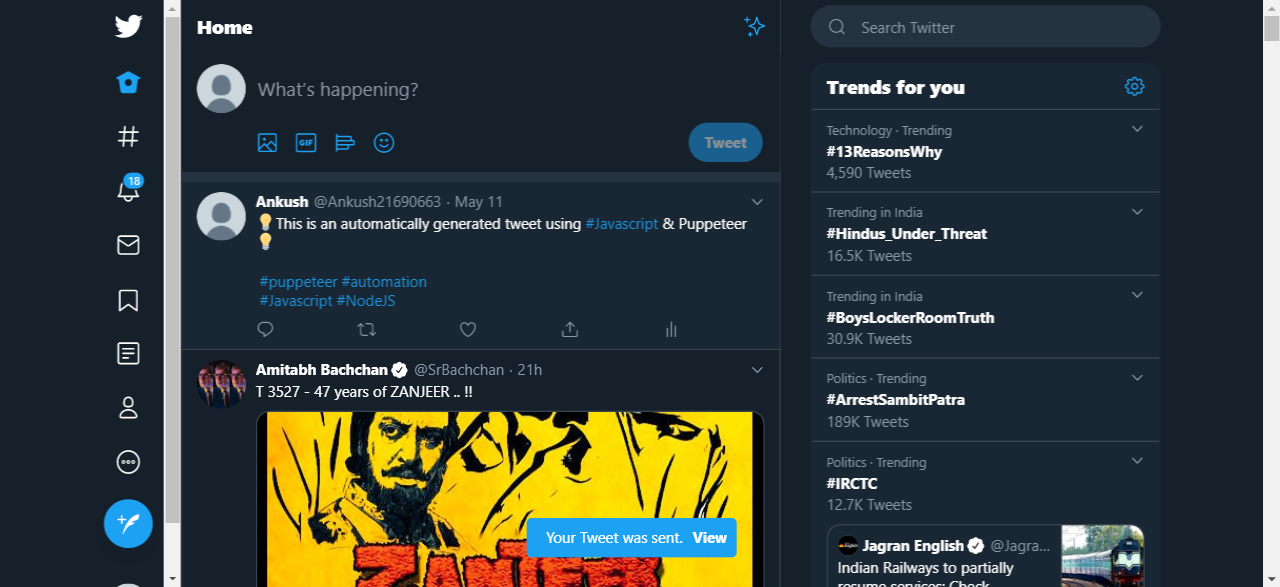 Home
What's happening?
GIF
Tweet
18
Ankush @Ankush21690663 · May 11
💡This is an automatically generated tweet using #Javascript & Puppeteer
💡
#puppeteer #automation
#Javascript #NodeJS
Amitabh Bachchan @SrBachchan · 21h
T 3527 - 47 years of ZANJEER .. !!
Your Tweet was sent. View
Search Twitter
Trends for you
Technology · Trending
#13ReasonsWhy
4,590 Tweets
Trending in India
#Hindus_Under_Threat
16.5K Tweets
Trending in India
#BoysLockerRoomTruth
30.9K Tweets
Politics · Trending
#ArrestSambitPatra
189K Tweets
Politics · Trending
#IRCTC
12.7K Tweets
Jagran English @Jagra...
Indian Railways to partially
resume services: Check